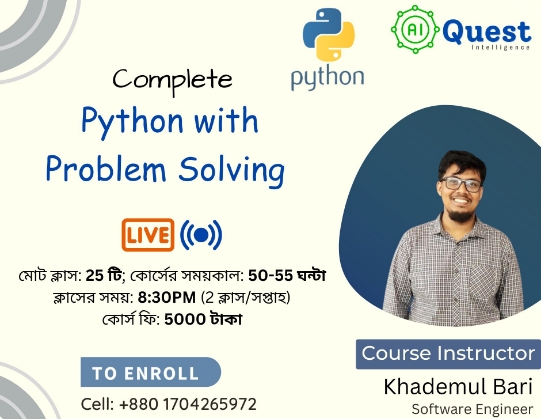 AI Quest
Intelligence
python
Complete
Python with
Problem Solving
LIVE
মোট ক্লাস: 25 টি; কোর্সের সময়কাল: 50-55 ঘন্টা
ক্লাসের সময়: 8:30PM (2 ক্লাস/সপ্তাহ)
কোর্স ফি: 5000 টাকা
TO ENROLL
Cell: +880 1704265972
Course Instructor
Khademul Bari
Software Engineer